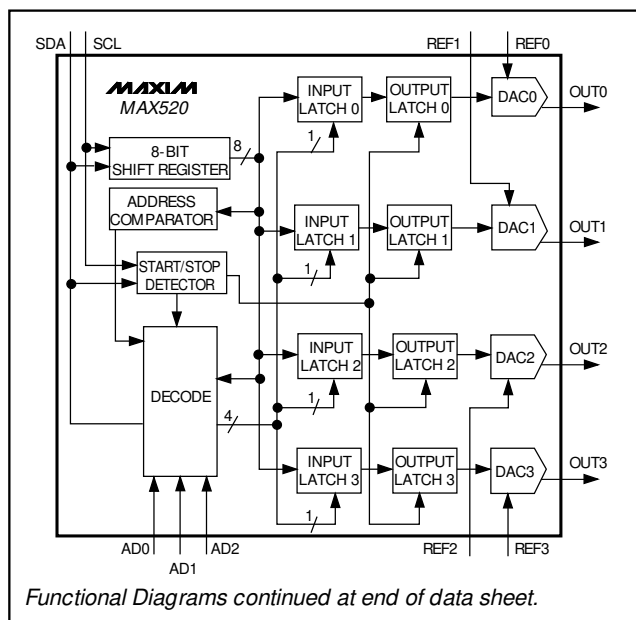 SDA SCL REF1 REF0
MAXIM
MAX520
8-BIT
SHIFT REGISTER
8
ADDRESS
COMPARATOR
START/STOP
DETECTOR
DECODE
4
AD0
AD1
AD2
INPUT
LATCH 0
OUTPUT
LATCH 0
DAC0
OUT0
1
INPUT
LATCH 1
OUTPUT
LATCH 1
DAC1
OUT1
1
INPUT
LATCH 2
OUTPUT
LATCH 2
DAC2
OUT2
1
INPUT
LATCH 3
OUTPUT
LATCH 3
DAC3
OUT3
1
REF2 REF3
Functional Diagrams continued at end of data sheet.